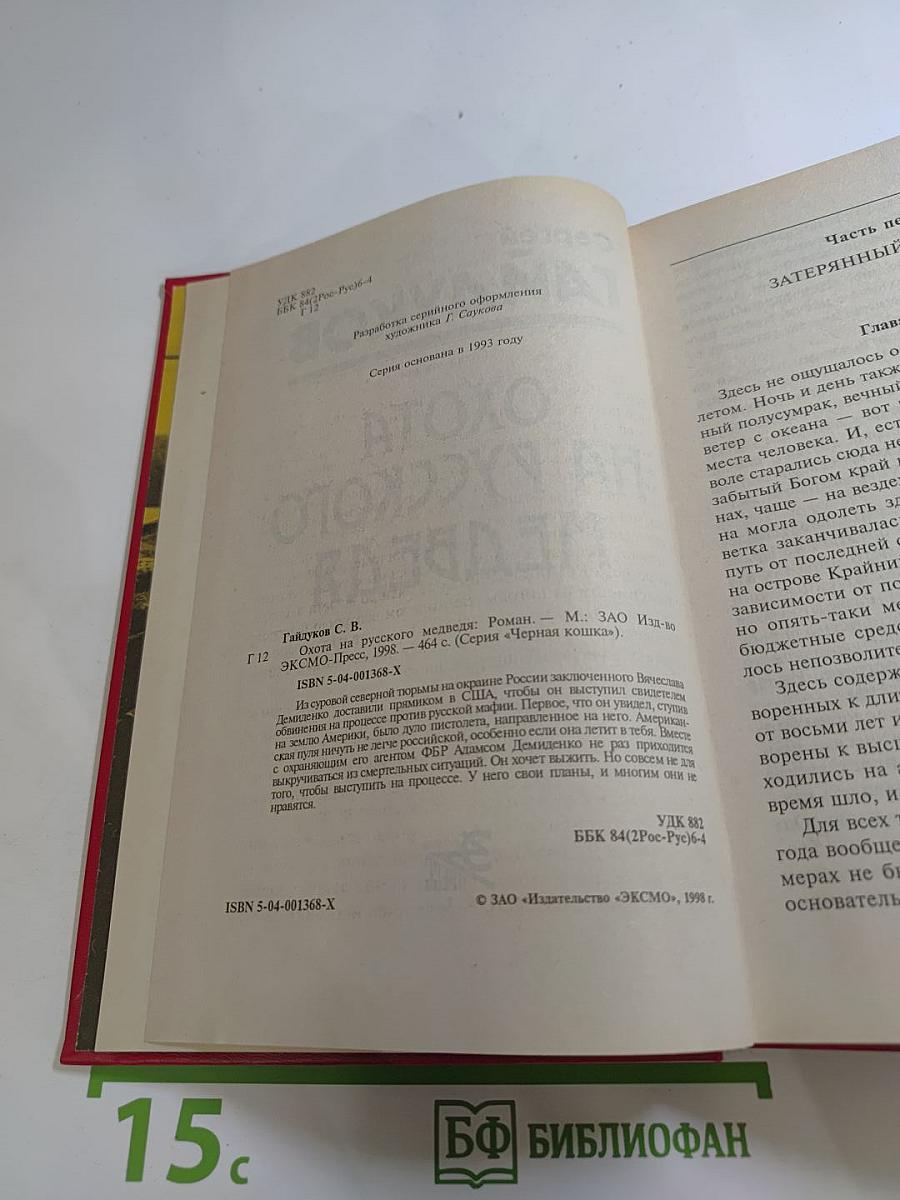 УДК 882
ББК 84(2Рос-Рус)6-4
Г 12
Разработка серийного оформления
художника Г. Саукова
Серия основана в 1993 году
Гайдуков С. В.
Г 12 Охота на русского медведя: Роман. — М.: ЗАО Изд-во
ЭКСМО-Пресс, 1998. — 464 с. (Серия «Черная кошка»).
ISBN 5-04-001368-X
Из суровой северной тюрьмы на окраине России заключенного Вячеслава
Демиденко доставили прямиком в США, чтобы он выступил свидетелем
обвинения на процессе против русской мафии. Первое, что он увидел, ступив
на землю Америки, было дуло пистолета, направленное на него. Американ-
ская пуля ничуть не легче российской, особенно если она летит в тебя. Вместе
с охраняющим его агентом ФБР Адамсом Демиденко не раз приходится
выкручиваться из смертельных ситуаций. Он хочет выжить. Но совсем не для
того, чтобы выступить на процессе. У него свои планы, и многим они не
нравятся.
УДК 882
ББК 84(2Рос-Рус)6-4
ISBN 5-04-001368-X
© ЗАО «Издательство «ЭКСМО», 1998 г.
Часть пе
ЗАТЕРЯННЫЙ
Глава
Здесь не ощущалось о
летом. Ночь и день такж
ный полусумрак, вечный
ветер с океана — вот
места человека. И, ест
воле старались сюда не
забытый Богом край
нах, чаще — на вездех
на могла одолеть зд
ветка заканчивалас
путь от последней с
на острове Крайни
зависимости от по
но опять-таки ме
бюджетные средс
лось непозволите
Здесь содерж
воренных к дли
от восьми лет и
ворены к высш
ходились на а
время шло, и
Для всех т
года вообще
мерах не бы
основатель
15 с
БФ БИБЛИОФАН